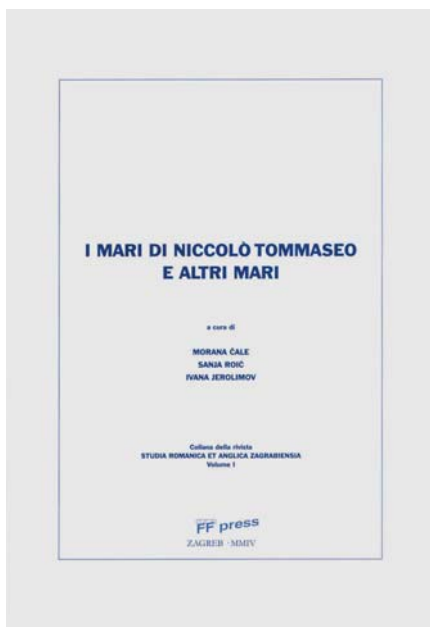 I MARI DI NICCOLÒ TOMMASEO
E ALTRI MARI
a cura di
MORANA ČALE
SANJA ROIĆ
IVANA JEROLIMOV
Collana della rivista
STUDIA ROMANICA ET ANGLICA ZAGRABIENSIA
Volume I
FF press
ZAGREB · MMIV